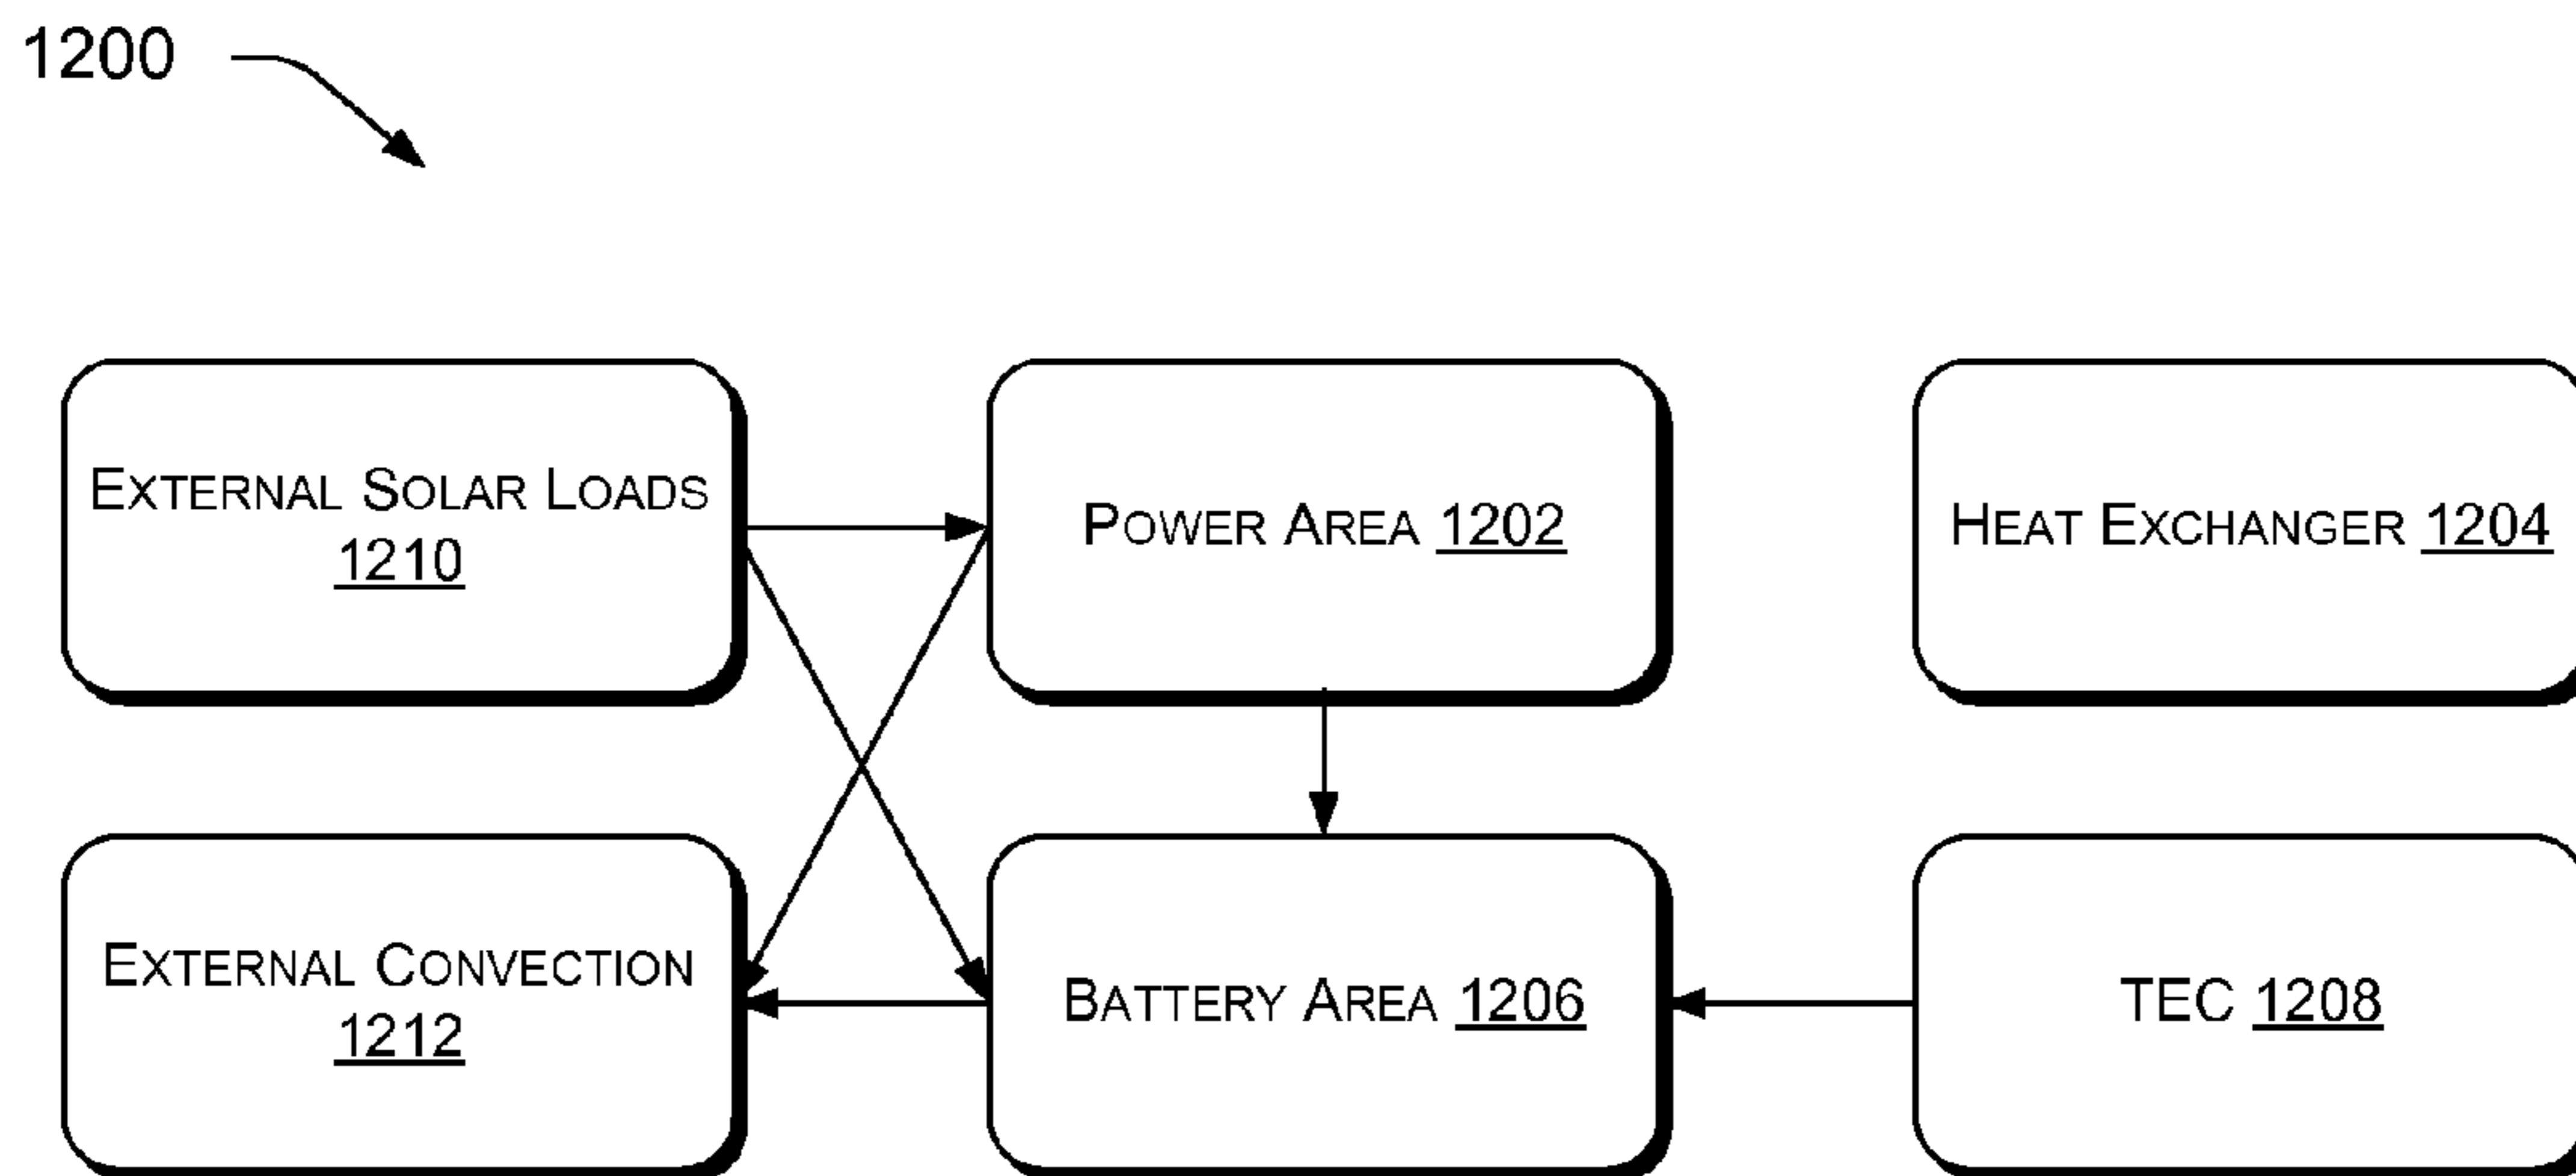 1200
External Solar Loads
1210
Power Area 1202
Heat Exchanger 1204
External Convection
1212
Battery Area 1206
TEC 1208